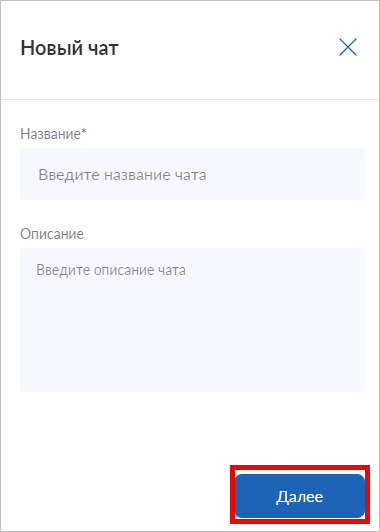 Новый чат
Название*
Введите название чата
Описание
Введите описание чата
Далее